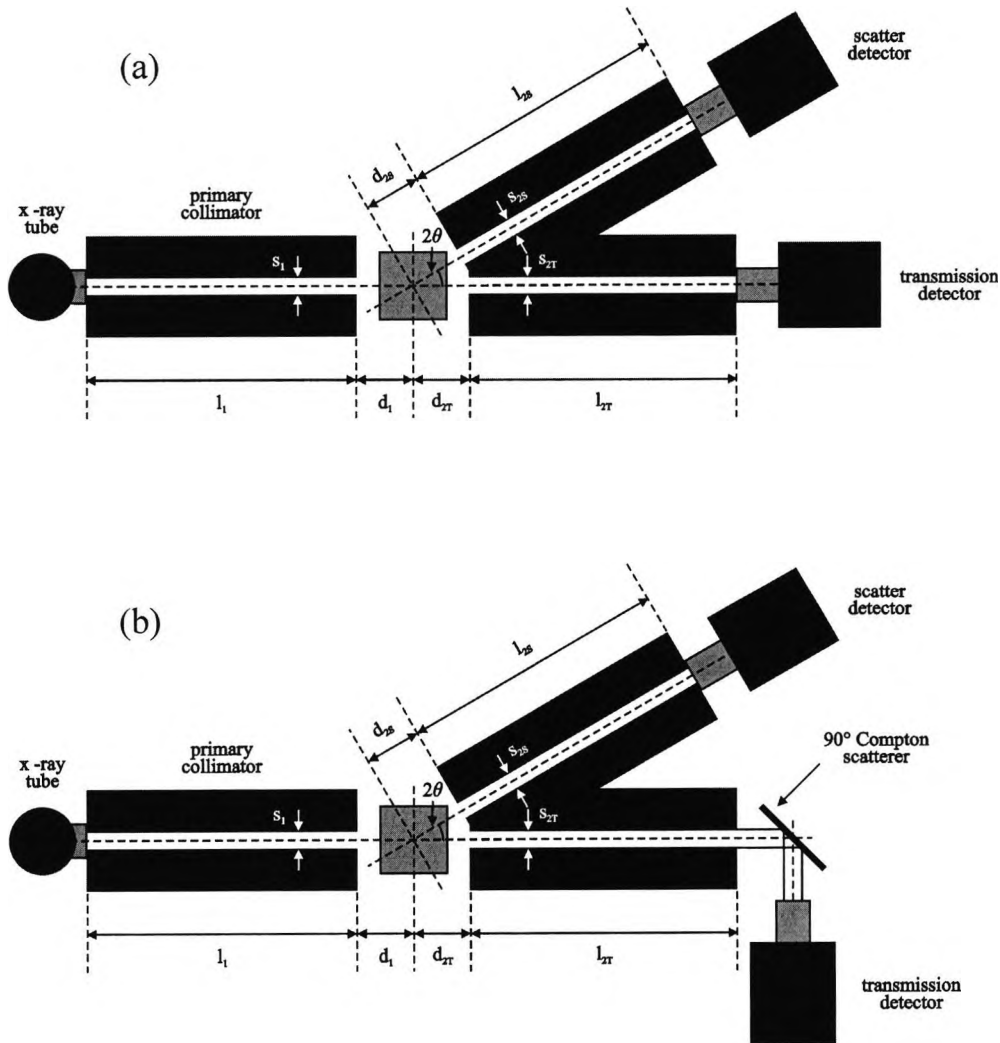 (a)
scatter
detector
l₂S
d₂S
x -ray
tube
primary
collimator
s₁
2θ
s₂S
s₂T
transmission
detector
l₁
d₁
d₂T
l₂T
(b)
scatter
detector
l₂S
d₂S
90° Compton
scatterer
x -ray
tube
primary
collimator
s₁
2θ
s₂S
s₂T
l₁
d₁
d₂T
l₂T
transmission
detector